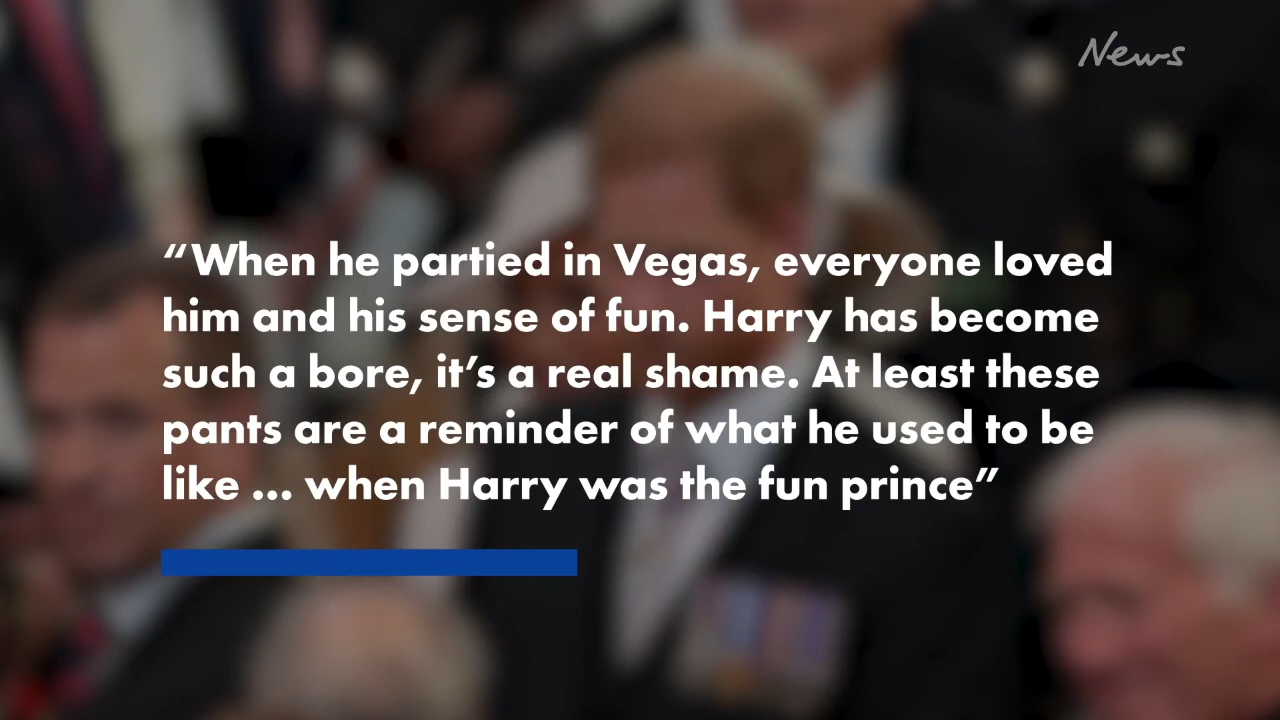 News
“When he partied in Vegas, everyone loved
him and his sense of fun. Harry has become
such a bore, it’s a real shame. At least these
pants are a reminder of what he used to be
like ... when Harry was the fun prince”